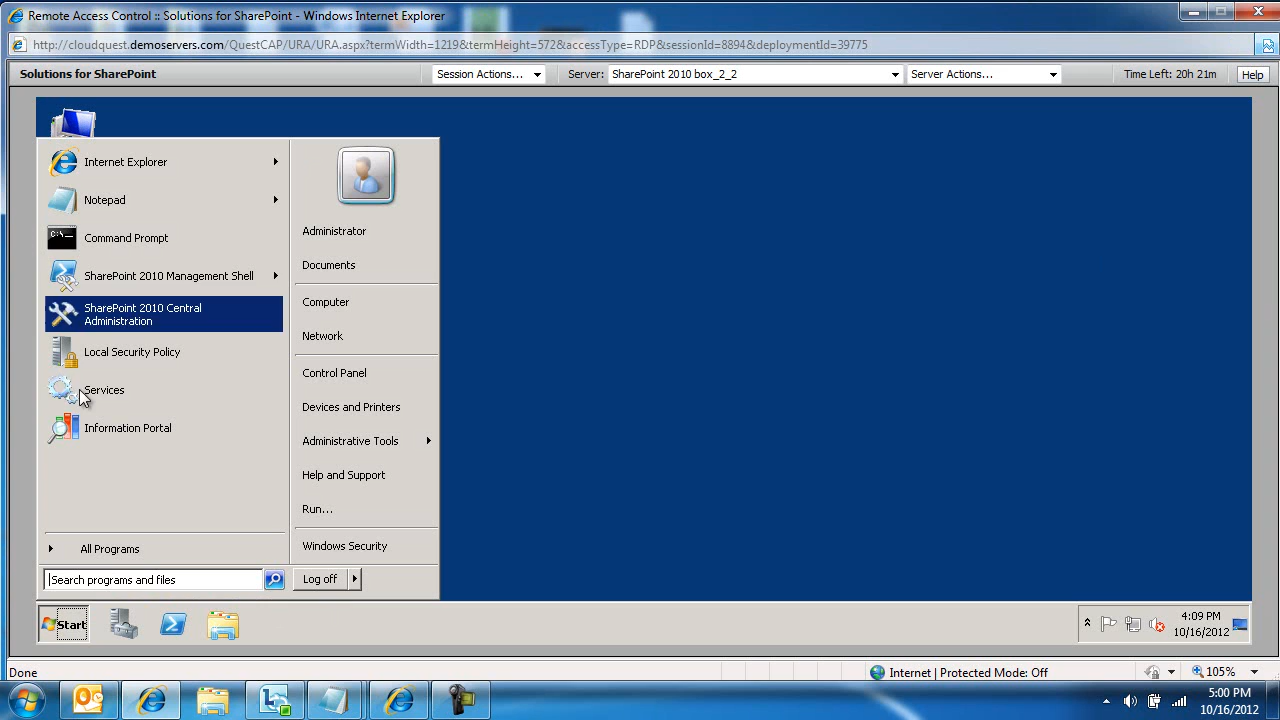 Remote Access Control :: Solutions for SharePoint - Windows Internet Explorer
http://cloudquest.demoservers.com/QuestCAP/URA/URA.aspx?termWidth=1219&termHeight=572&accessType=RDP&sessionId=8894&deploymentId=39775
Solutions for SharePoint
Session Actions...
Server:
SharePoint 2010 box_2_2
Server Actions...
Time Left: 20h 21m
Help
Internet Explorer
Notepad
C:\.
Command Prompt
SharePoint 2010 Management Shell
SharePoint 2010 Central
Administration
Local Security Policy
Services
Information Portal
All Programs
Search programs and files
Administrator
Documents
Computer
Network
Control Panel
Devices and Printers
Administrative Tools
Help and Support
Run...
Windows Security
Log off
Start
4:09 PM
10/16/2012
Done
Internet | Protected Mode: Off
105%
5:00 PM
10/16/2012